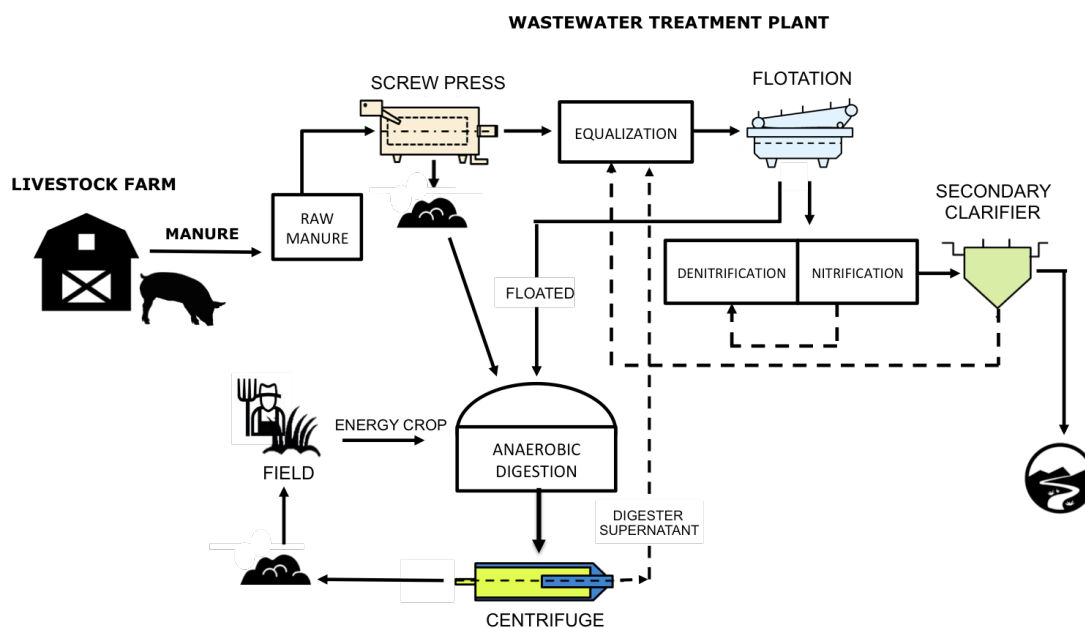 WASTEWATER TREATMENT PLANT
SCREW PRESS
FLOTATION
EQUALIZATION
LIVESTOCK FARM
MANURE
RAW
MANURE
SECONDARY
CLARIFIER
DENITRIFICATION
NITRIFICATION
FLOATED
ENERGY CROP
ANAEROBIC
DIGESTION
FIELD
DIGESTER
SUPERNATANT
CENTRIFUGE